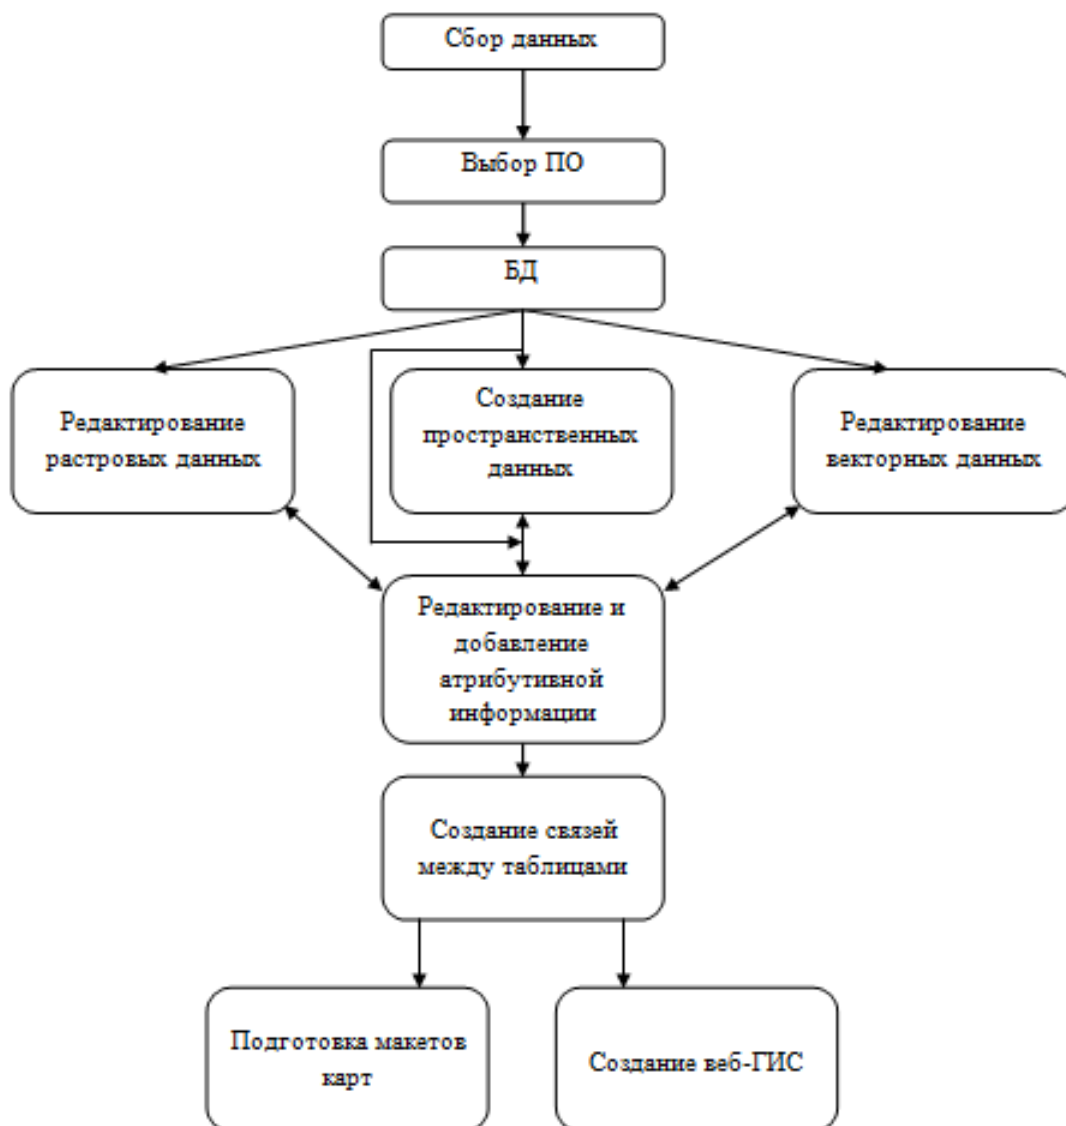 Сбор данных
Выбор ПО
БД
Редактирование
растровых данных
Создание
пространственных
данных
Редактирование
векторных данных
Редактирование и
добавление
атрибутивной
информации
Создание связей
между таблицами
Подготовка макетов
карт
Создание веб-ГИС